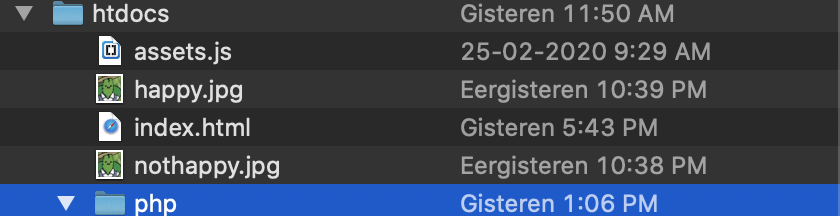 htdocs Gisteren 11:50 AM
assets.js 25-02-2020 9:29 AM
happy.jpg Eergisteren 10:39 PM
index.html Gisteren 5:43 PM
nothappy.jpg Eergisteren 10:38 PM
php Gisteren 1:06 PM